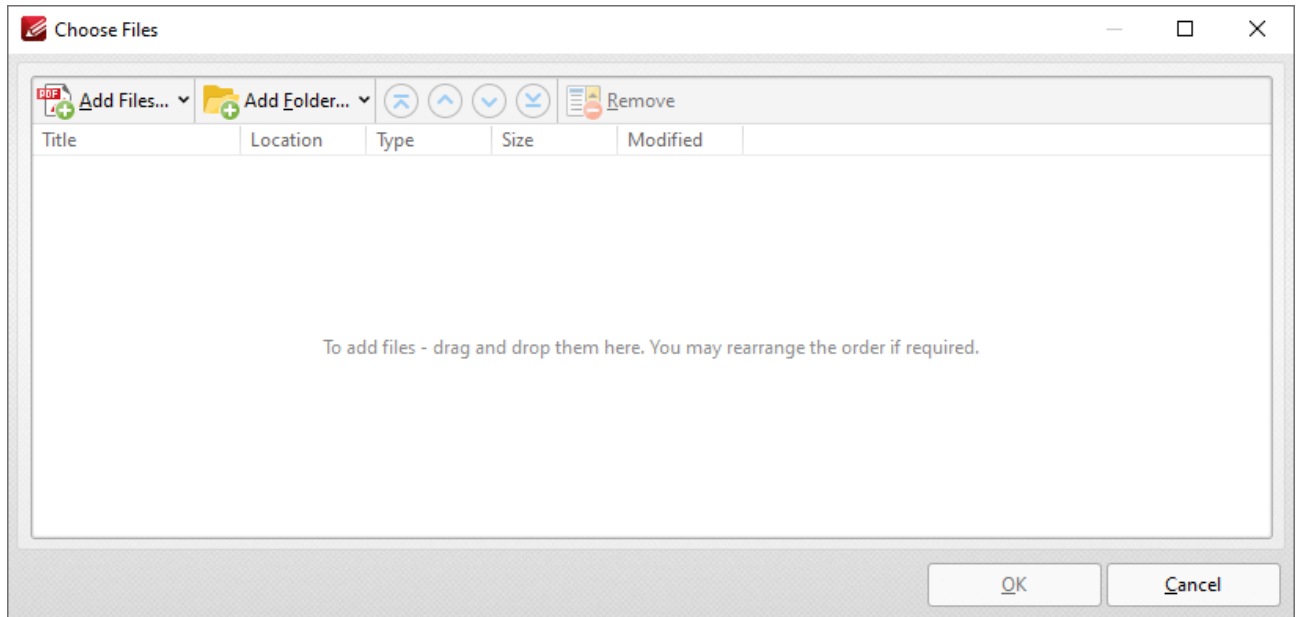 Choose Files
PDF Add Files... Add Folder... Remove
Title Location Type Size Modified
To add files - drag and drop them here. You may rearrange the order if required.
OK Cancel